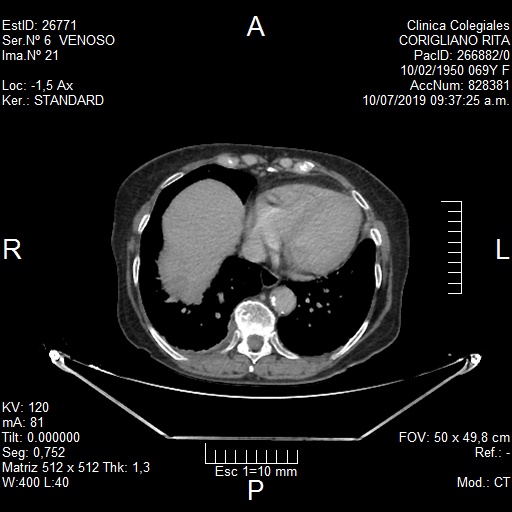 EstID: 26771
Ser.Nº 6 VENOSO
Ima.Nº 21
Loc: -1,5 Ax
Ker.: STANDARD
A
Clinica Colegiales
CORIGLIANO RITA
PacID: 266882/0
10/02/1950 069Y F
AccNum: 828381
10/07/2019 09:37:25 a.m.
R
L
KV: 120
mA: 81
Tilt: 0.000000
Seg: 0,752
Matriz 512 x 512 Thk: 1,3
W:400 L:40
Esc 1=10 mm
P
FOV: 50 x 49,8 cm
Ref.: -
Mod.: CT